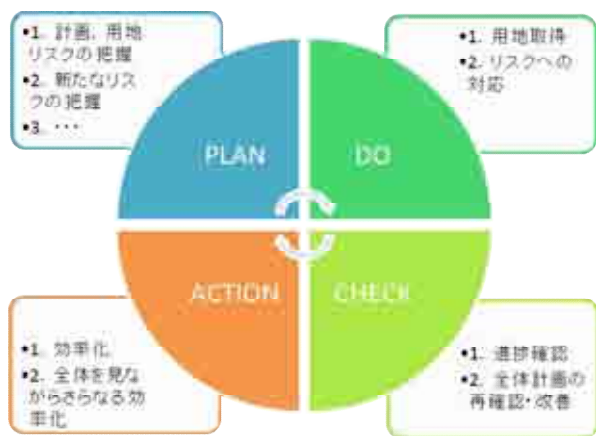 •1. 計画、用地
リスクの把握
•2. 新たなリス
クの把握
•3. ・・・
•1. 用地取得
•2. リスクへの
対応
PLAN
DO
ACTION
CHECK
•1. 効率化
•2. 全体を見な
がらさらなる効
率化
•1. 進捗確認
•2. 全体計画の
再確認・改善